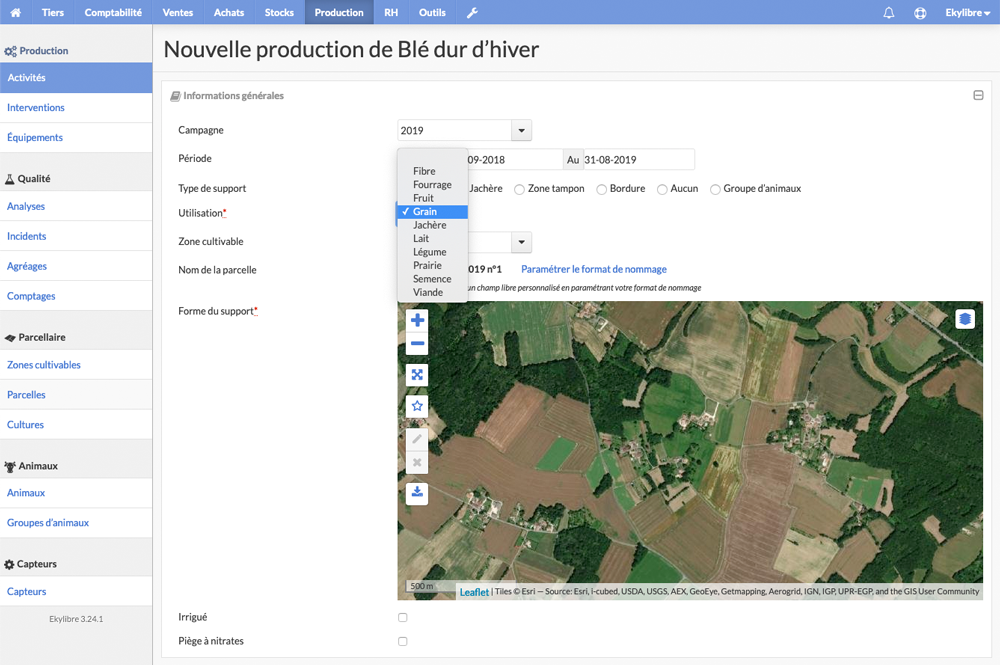 Tiers Comptabilité Ventes Achats Stocks Production RH Outils Ekylibre
Production
Activités
Interventions
Équipements
Qualité
Analyses
Incidents
Agréages
Comptages
Parcellaire
Zones cultivables
Parcelles
Cultures
Animaux
Animaux
Groupes d'animaux
Capteurs
Capteurs
Ekylibre 3.24.1
Nouvelle production de Blé dur d'hiver
Informations générales
Campagne 2019
Période 09-2018 Au 31-08-2019
Type de support Jachère Zone tampon Bordure Aucun Groupe d'animaux
Utilisation*
Fibre
Fourrage
Fruit
✓ Grain
Jachère
Lait
Légume
Prairie
Semence
Viande
Zone cultivable
Nom de la parcelle 2019 n°1 Paramétrer le format de nommage
un champ libre personnalisé en paramétrant votre format de nommage
Forme du support*
500 m
Leaflet | Tiles © Esri — Source: Esri, i-cubed, USDA, USGS, AEX, GeoEye, Getmapping, Aerogrid, IGN, IGP, UPR-EGP, and the GIS User Community
Irrigué
Piège à nitrates